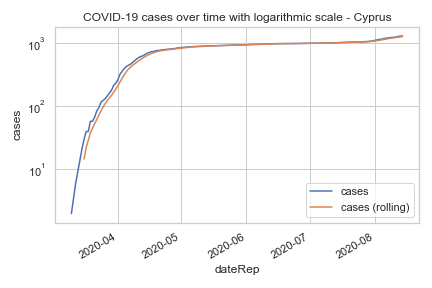 COVID-19 cases over time with logarithmic scale - Cyprus
10³
10²
10¹
cases
2020-04
2020-05
2020-06
2020-07
2020-08
dateRep
cases
cases (rolling)